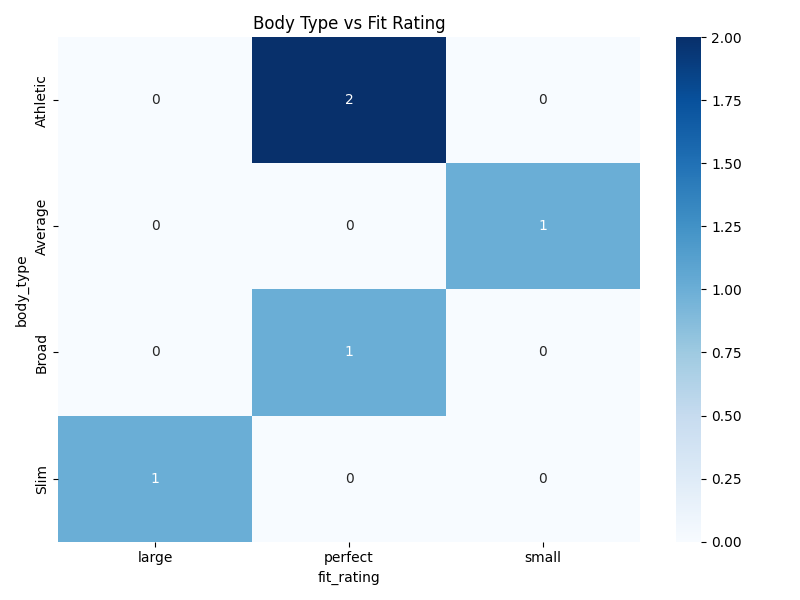 Body Type vs Fit Rating
body_type
Athletic
0 2 0
Average
0 0 1
Broad
0 1 0
Slim
1 0 0
large perfect small
fit_rating
2.00
1.75
1.50
1.25
1.00
0.75
0.50
0.25
0.00